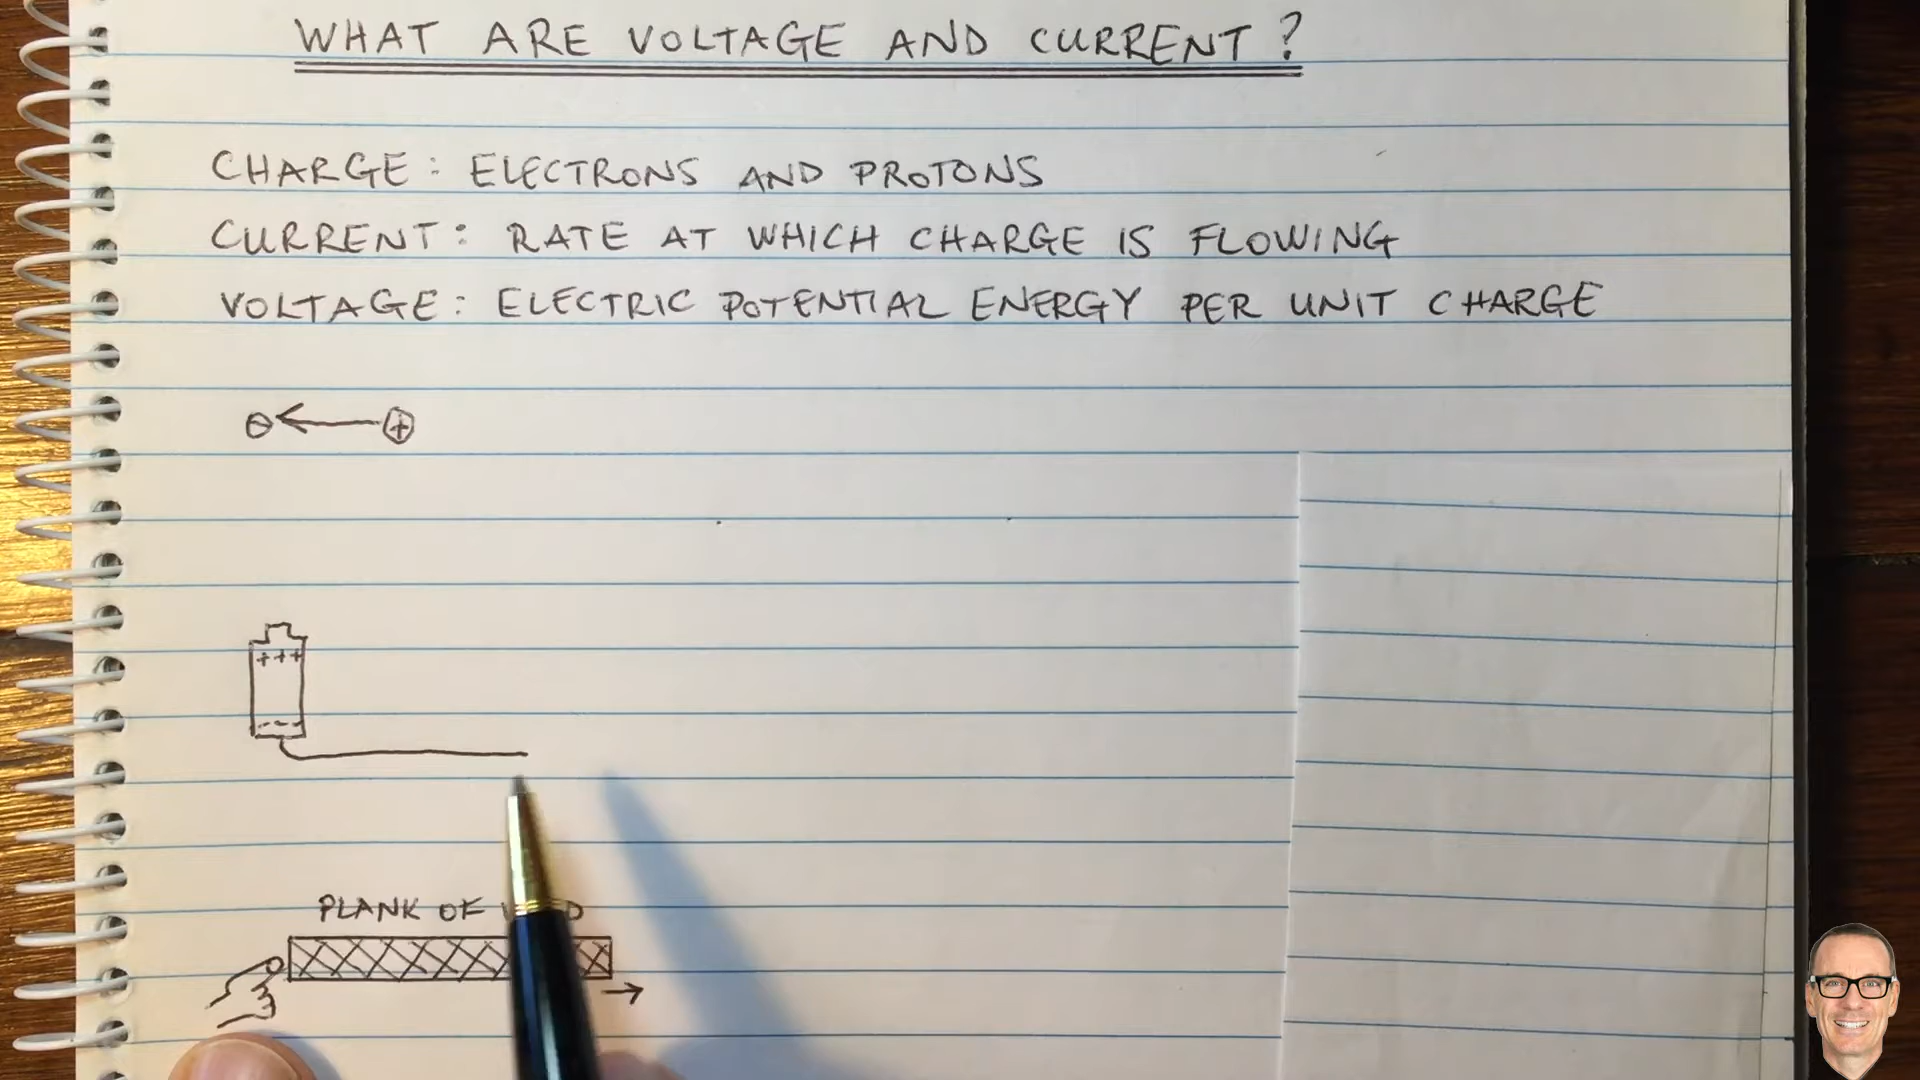 WHAT ARE VOLTAGE AND CURRENT?
CHARGE: ELECTRONS AND PROTONS
CURRENT: RATE AT WHICH CHARGE IS FLOWING
VOLTAGE: ELECTRIC POTENTIAL ENERGY PER UNIT CHARGE
- +
+++
---
PLANK OF